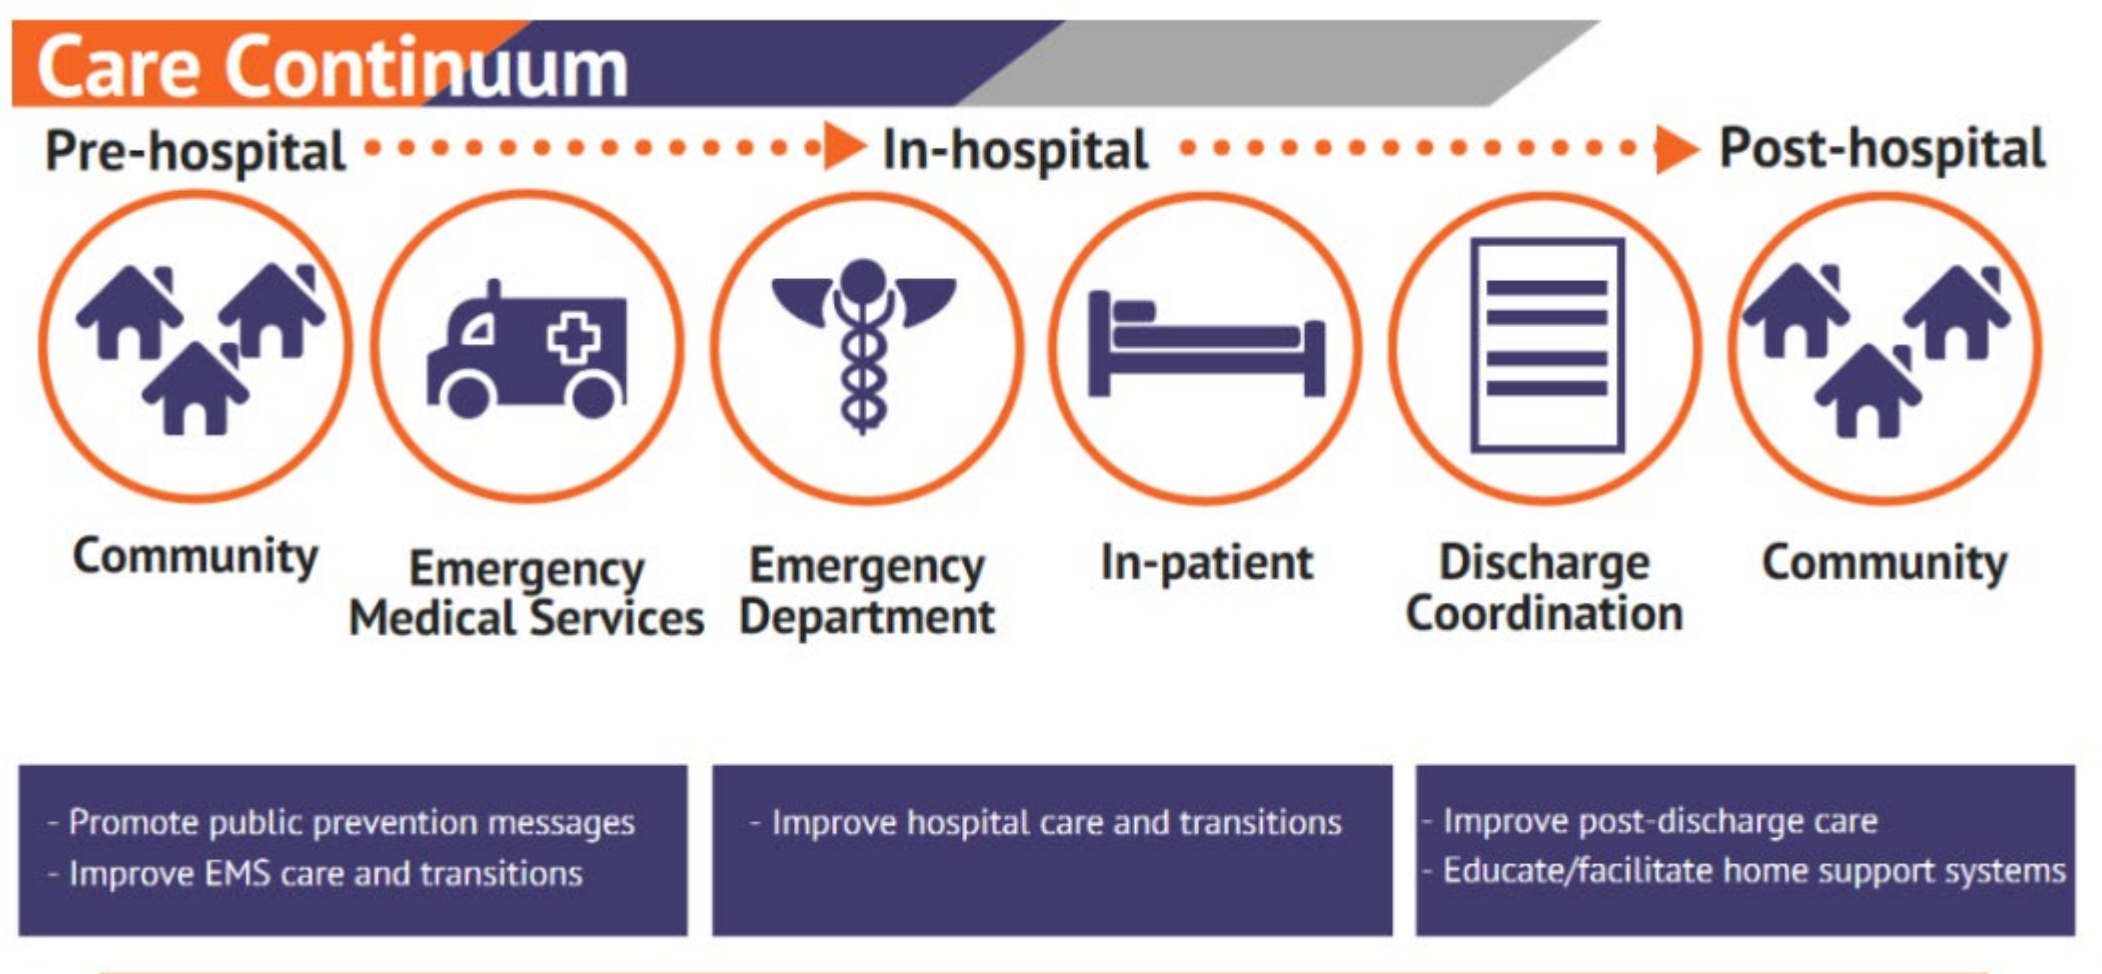 Care Continuum
Pre-hospital
In-hospital
Post-hospital
Community
Emergency
Medical Services
Emergency
Department
In-patient
Discharge
Coordination
Community
- Promote public prevention messages
- Improve EMS care and transitions
- Improve hospital care and transitions
- Improve post-discharge care
- Educate/facilitate home support systems